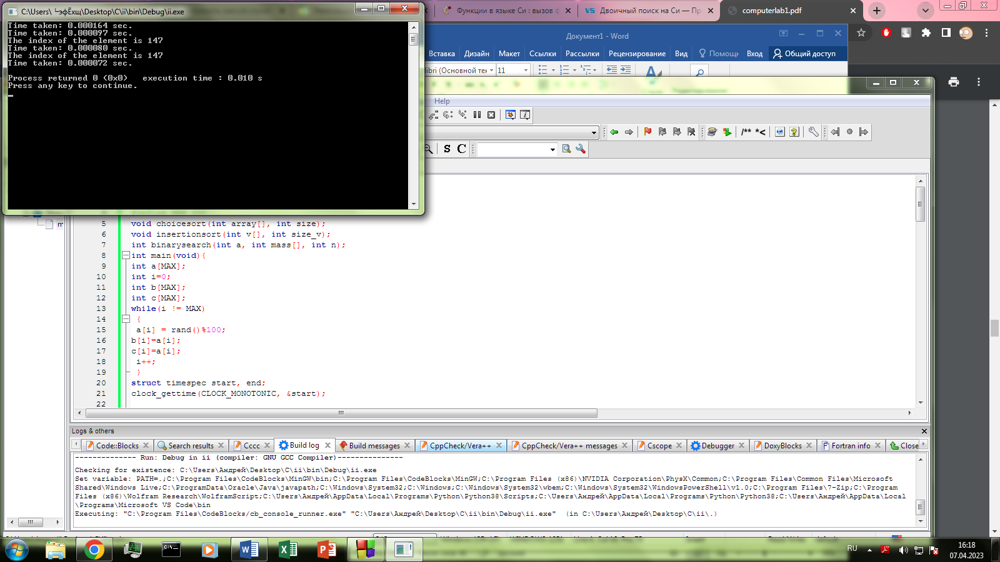 C:\Users\ └эфЁхщ\Desktop\C\ii\bin\Debug\ii.exe
Time taken: 0.000164 sec.
Time taken: 0.000097 sec.
The index of the element is 147
Time taken: 0.000080 sec.
The index of the element is 147
Time taken: 0.000072 sec.
Process returned 0 (0x0)   execution time : 0.010 s
Press any key to continue.
Функции в языке Си : вызов ф
Двоичный поиск на Си — Пр
computerlab1.pdf
Документ1 - Word
Вставка Дизайн Макет Ссылки Рассылки Рецензирование Вид Помощь Вход Общий доступ
libri (Основной тек 11
Help
/** *<
S C
5 void choicesort(int array[], int size);
6 void insertionsort(int v[], int size_v);
7 int binarysearch(int a, int mass[], int n);
8 int main(void){
9 int a[MAX];
10 int i=0;
11 int b[MAX];
12 int c[MAX];
13 while(i != MAX)
14 {
15 a[i] = rand()%100;
16 b[i]=a[i];
17 c[i]=a[i];
18 i++;
19 }
20 struct timespec start, end;
21 clock_gettime(CLOCK_MONOTONIC, &start);
22
m
Logs & others
Code::Blocks Search results Cccc Build log Build messages CppCheck/Vera++ CppCheck/Vera++ messages Cscope Debugger DoxyBlocks Fortran info Close
-------------- Run: Debug in ii (compiler: GNU GCC Compiler)---------------
Checking for existence: C:\Users\Андрей\Desktop\C\ii\bin\Debug\ii.exe
Set variable: PATH=.;C:\Program Files\CodeBlocks\MinGW\bin;C:\Program Files\CodeBlocks\MinGW;C:\Program Files (x86)\NVIDIA Corporation\PhysX\Common;C:\Program Files\Common Files\Microsoft
Shared\Windows Live;C:\ProgramData\Oracle\Java\javapath;C:\Windows\System32;C:\Windows;C:\Windows\System32\wbem;C:\Windows\System32\WindowsPowerShell\v1.0;C:\Program Files\7-Zip;C:\Program
Files (x86)\Wolfram Research\WolframScript;C:\Users\Андрей\AppData\Local\Programs\Python\Python38\Scripts;C:\Users\Андрей\AppData\Local\Programs\Python\Python38;C:\Users\Андрей\AppData\Local
\Programs\Microsoft VS Code\bin
Executing: "C:\Program Files\CodeBlocks/cb_console_runner.exe" "C:\Users\Андрей\Desktop\C\ii\bin\Debug\ii.exe"  (in C:\Users\Андрей\Desktop\C\ii\.)
RU
16:18
07.04.2023